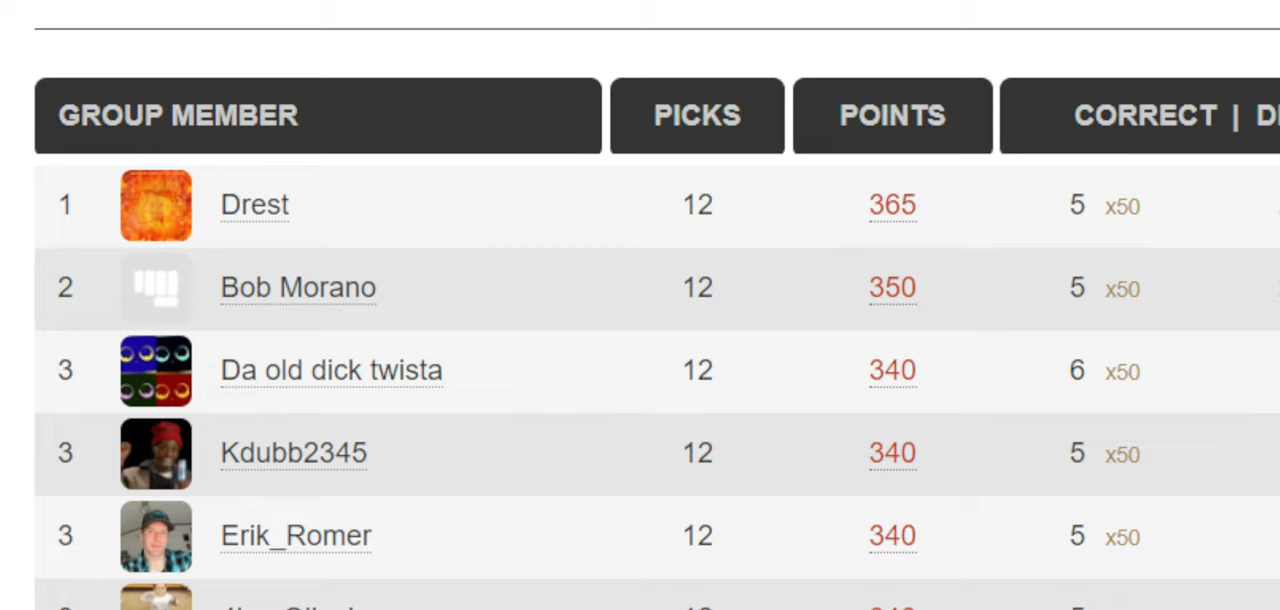 GROUP MEMBER PICKS POINTS CORRECT |
1 Drest 12 365 5 x50
2 Bob Morano 12 350 5 x50
3 Da old dick twista 12 340 6 x50
3 Kdubb2345 12 340 5 x50
3 Erik_Romer 12 340 5 x50